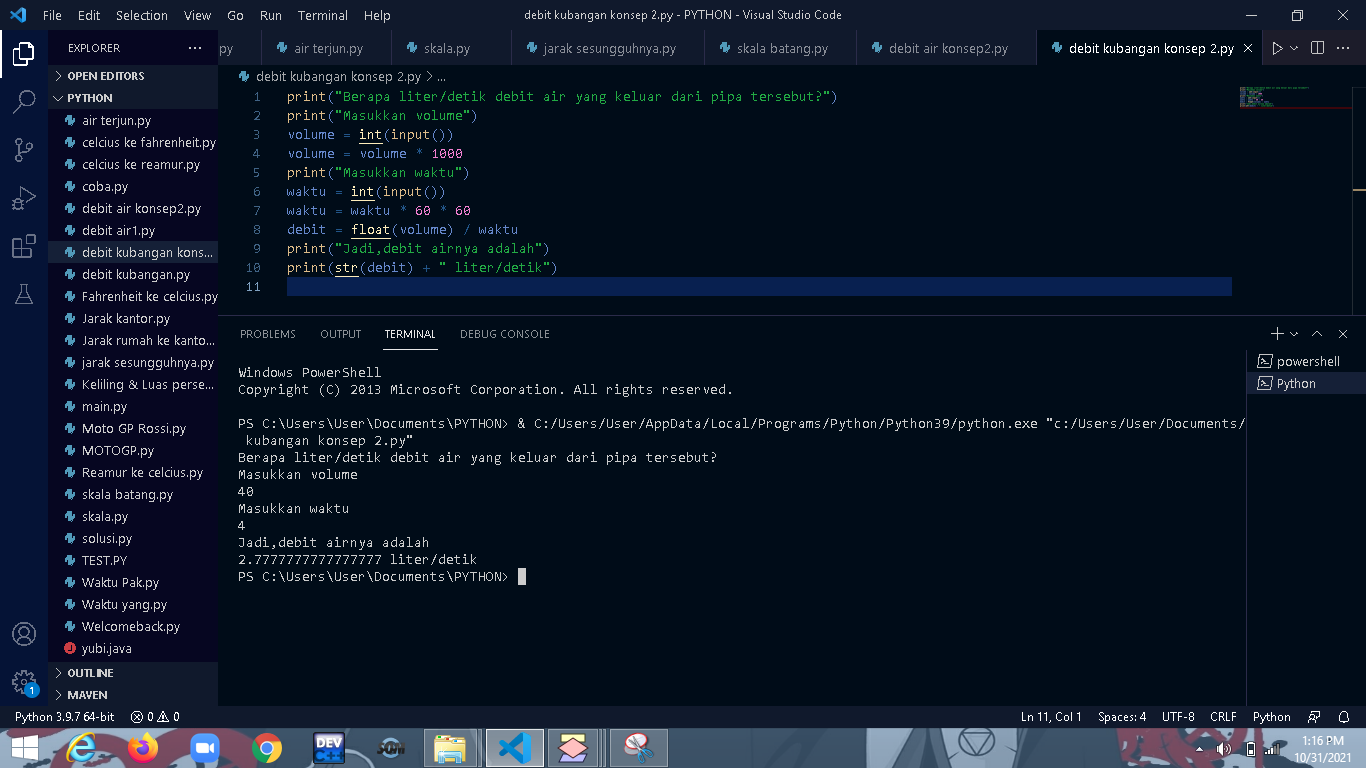 File Edit Selection View Go Run Terminal Help
debit kubangan konsep 2.py - PYTHON - Visual Studio Code
EXPLORER
py
air terjun.py
skala.py
jarak sesungguhnya.py
skala batang.py
debit air konsep2.py
debit kubangan konsep 2.py
OPEN EDITORS
PYTHON
air terjun.py
celcius ke fahrenheit.py
celcius ke reamur.py
coba.py
debit air konsep2.py
debit air1.py
debit kubangan kons...
debit kubangan.py
Fahrenheit ke celcius.py
Jarak kantor.py
Jarak rumah ke kanto...
jarak sesungguhnya.py
Keliling & Luas perse...
main.py
Moto GP Rossi.py
MOTOGP.py
Reamur ke celcius.py
skala batang.py
skala.py
solusi.py
TEST.PY
Waktu Pak.py
Waktu yang.py
Welcomeback.py
yubi.java
OUTLINE
MAVEN
debit kubangan konsep 2.py > ...
1 print("Berapa liter/detik debit air yang keluar dari pipa tersebut?")
2 print("Masukkan volume")
3 volume = int(input())
4 volume = volume * 1000
5 print("Masukkan waktu")
6 waktu = int(input())
7 waktu = waktu * 60 * 60
8 debit = float(volume) / waktu
9 print("Jadi,debit airnya adalah")
10 print(str(debit) + " liter/detik")
11
PROBLEMS OUTPUT TERMINAL DEBUG CONSOLE
powershell
Python
Windows PowerShell
Copyright (C) 2013 Microsoft Corporation. All rights reserved.
PS C:\Users\User\Documents\PYTHON> & C:/Users/User/AppData/Local/Programs/Python/Python39/python.exe "c:/Users/User/Documents/
kubangan konsep 2.py"
Berapa liter/detik debit air yang keluar dari pipa tersebut?
Masukkan volume
40
Masukkan waktu
4
Jadi,debit airnya adalah
2.7777777777777777 liter/detik
PS C:\Users\User\Documents\PYTHON>
1
Python 3.9.7 64-bit 0 0
Ln 11, Col 1 Spaces: 4 UTF-8 CRLF Python
DEV
C++
1:16 PM
10/31/2021